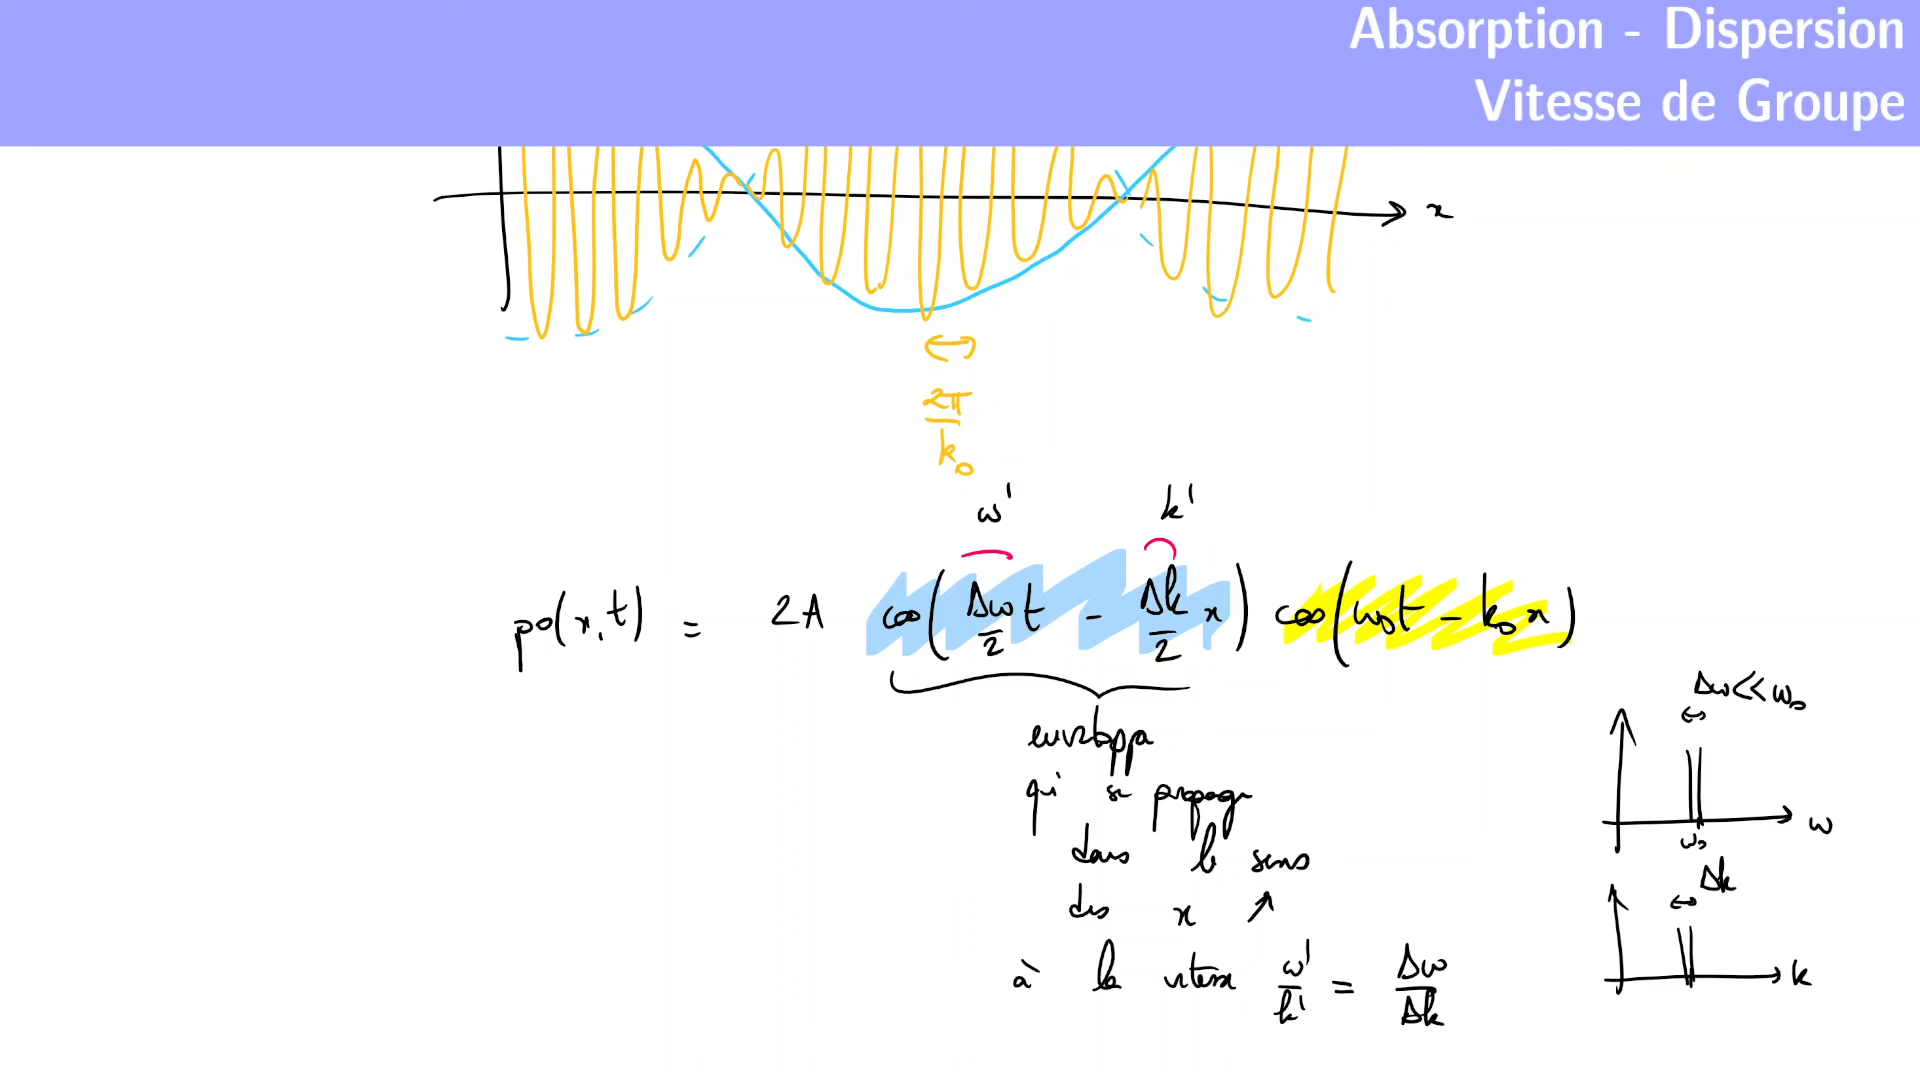 Absorption - Dispersion
Vitesse de Groupe
x
2π
k₀
ω' k'
po(x,t) = 2A cos(Δω/2 t - Δk/2 x) cos(ω₀t - k₀x)
Δω<<ω₀
enveloppe
qui se propage
ω
ω₀
dans le sens
Δk
des x ↗
à la vitesse ω'/k' = Δω/Δk
k